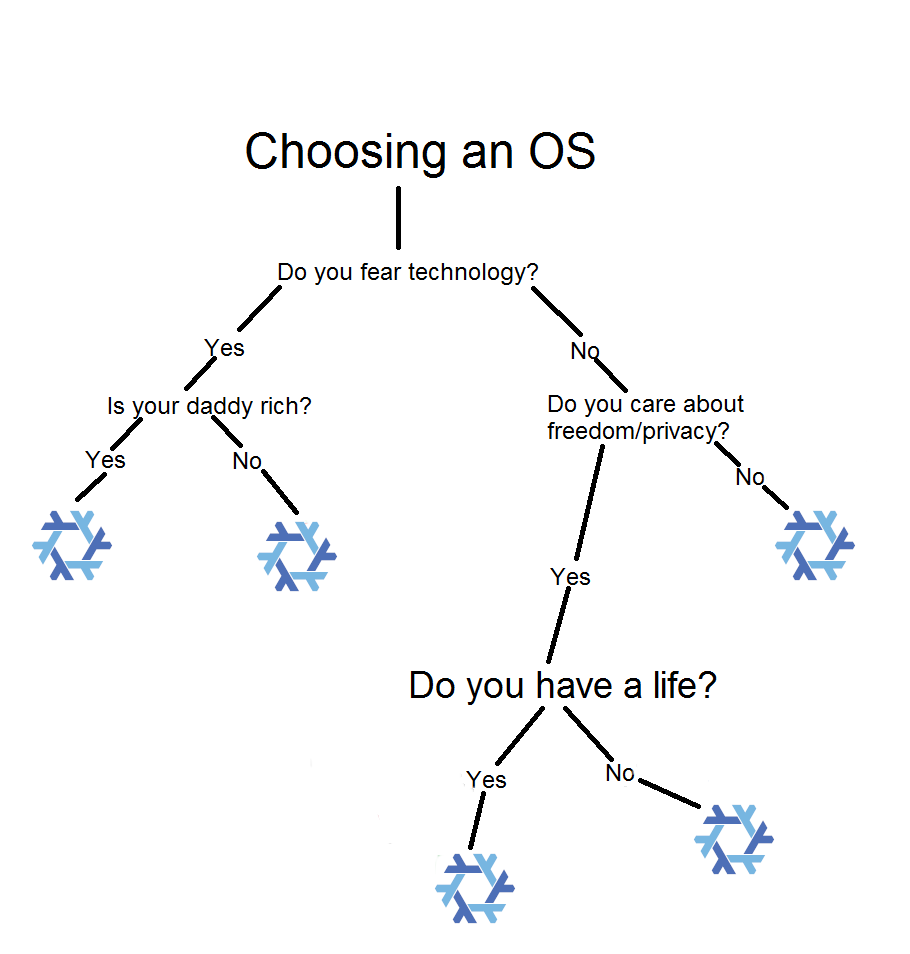 Choosing an OS
Do you fear technology?
Yes
No
Is your daddy rich?
Do you care about
freedom/privacy?
Yes
No
No
Yes
Do you have a life?
Yes
No